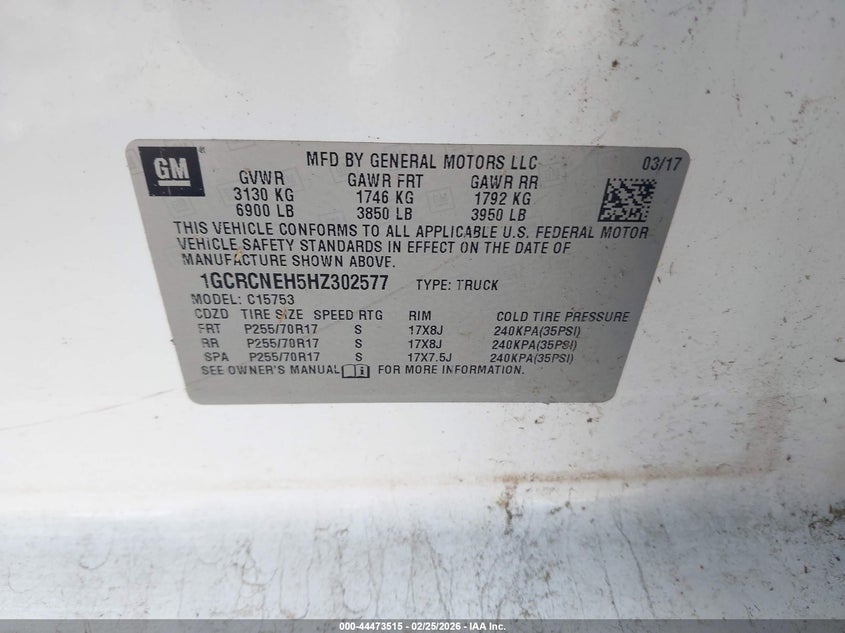 GM
MFD BY GENERAL MOTORS LLC 03/17
GVWR GAWR FRT GAWR RR
3130 KG 1746 KG 1792 KG
6900 LB 3850 LB 3950 LB
THIS VEHICLE CONFORMS TO ALL APPLICABLE U.S. FEDERAL MOTOR
VEHICLE SAFETY STANDARDS IN EFFECT ON THE DATE OF
MANUFACTURE SHOWN ABOVE.
1GCRCNEH5HZ302577 TYPE: TRUCK
MODEL: C15753
CDZD TIRE SIZE SPEED RTG RIM COLD TIRE PRESSURE
FRT P255/70R17 S 17X8J 240KPA(35PSI)
RR P255/70R17 S 17X8J 240KPA(35PSI)
SPA P255/70R17 S 17X7.5J 240KPA(35PSI)
SEE OWNER'S MANUAL FOR MORE INFORMATION.
000-44473515 - 02/25/2026 - IAA Inc.